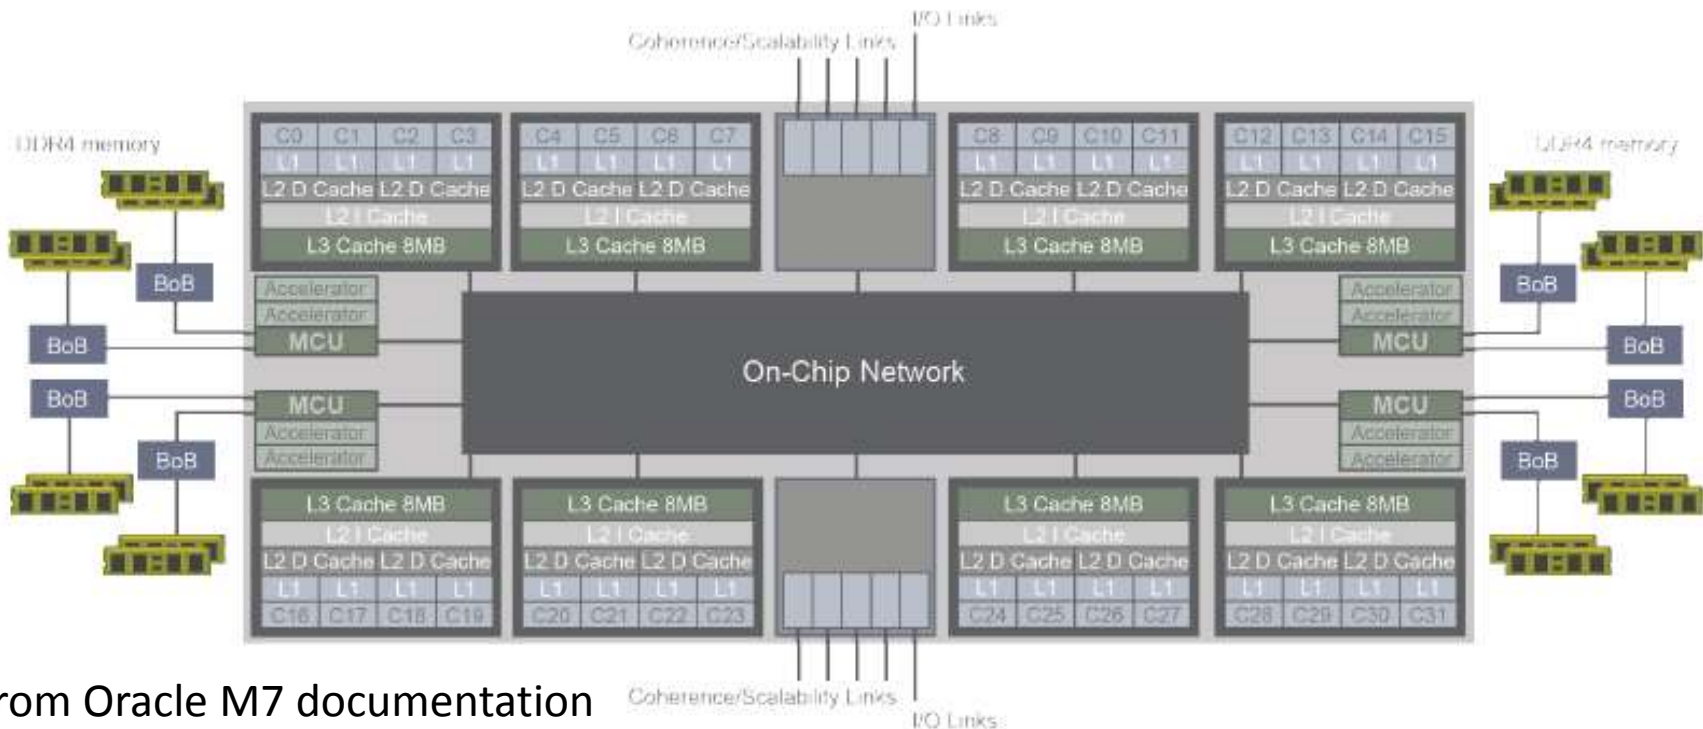 I/O Links
Coherence/Scalability Links
DDR4 memory
DDR4 memory
C0 C1 C2 C3
L1 L1 L1 L1
L2 D Cache L2 D Cache
L2 I Cache
L3 Cache 8MB
C4 C5 C6 C7
L1 L1 L1 L1
L2 D Cache L2 D Cache
L2 I Cache
L3 Cache 8MB
C8 C9 C10 C11
L1 L1 L1 L1
L2 D Cache L2 D Cache
L2 I Cache
L3 Cache 8MB
C12 C13 C14 C15
L1 L1 L1 L1
L2 D Cache L2 D Cache
L2 I Cache
L3 Cache 8MB
BoB
BoB
Accelerator
Accelerator
MCU
Accelerator
Accelerator
MCU
BoB
BoB
On-Chip Network
BoB
BoB
MCU
Accelerator
Accelerator
MCU
Accelerator
Accelerator
BoB
BoB
L3 Cache 8MB
L2 I Cache
L2 D Cache L2 D Cache
L1 L1 L1 L1
C16 C17 C18 C19
L3 Cache 8MB
L2 I Cache
L2 D Cache L2 D Cache
L1 L1 L1 L1
C20 C21 C22 C23
L3 Cache 8MB
L2 I Cache
L2 D Cache L2 D Cache
L1 L1 L1 L1
C24 C25 C26 C27
L3 Cache 8MB
L2 I Cache
L2 D Cache L2 D Cache
L1 L1 L1 L1
C28 C29 C30 C31
Coherence/Scalability Links
I/O Links
rom Oracle M7 documentation